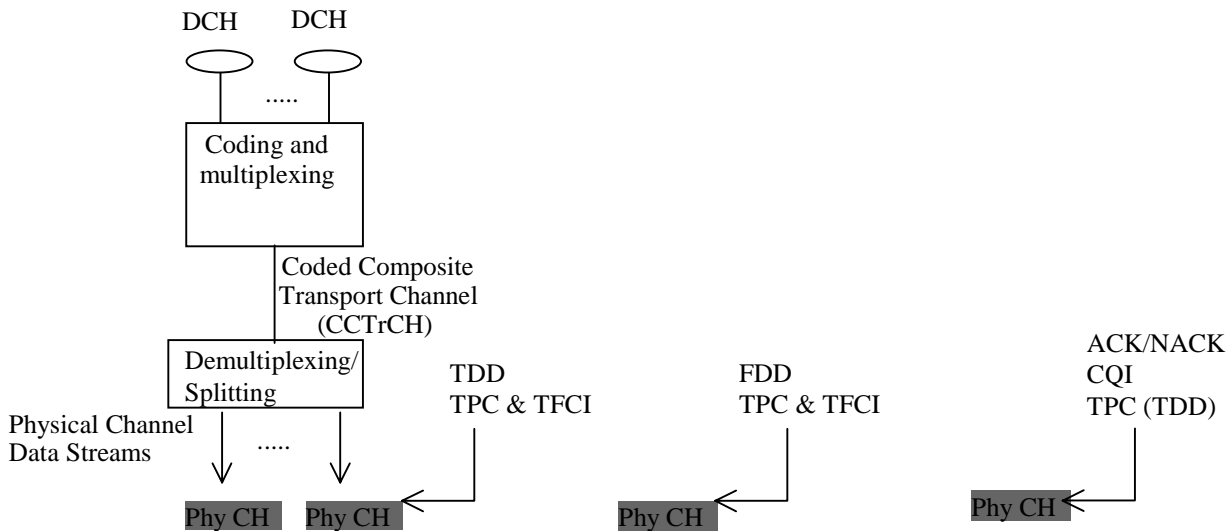 DCH DCH
.....
Coding and
multiplexing
Coded Composite
Transport Channel
(CCTrCH)
Demultiplexing/
Splitting
TDD
TPC & TFCI
FDD
TPC & TFCI
ACK/NACK
CQI
TPC (TDD)
Physical Channel
Data Streams
.....
Phy CH Phy CH Phy CH Phy CH